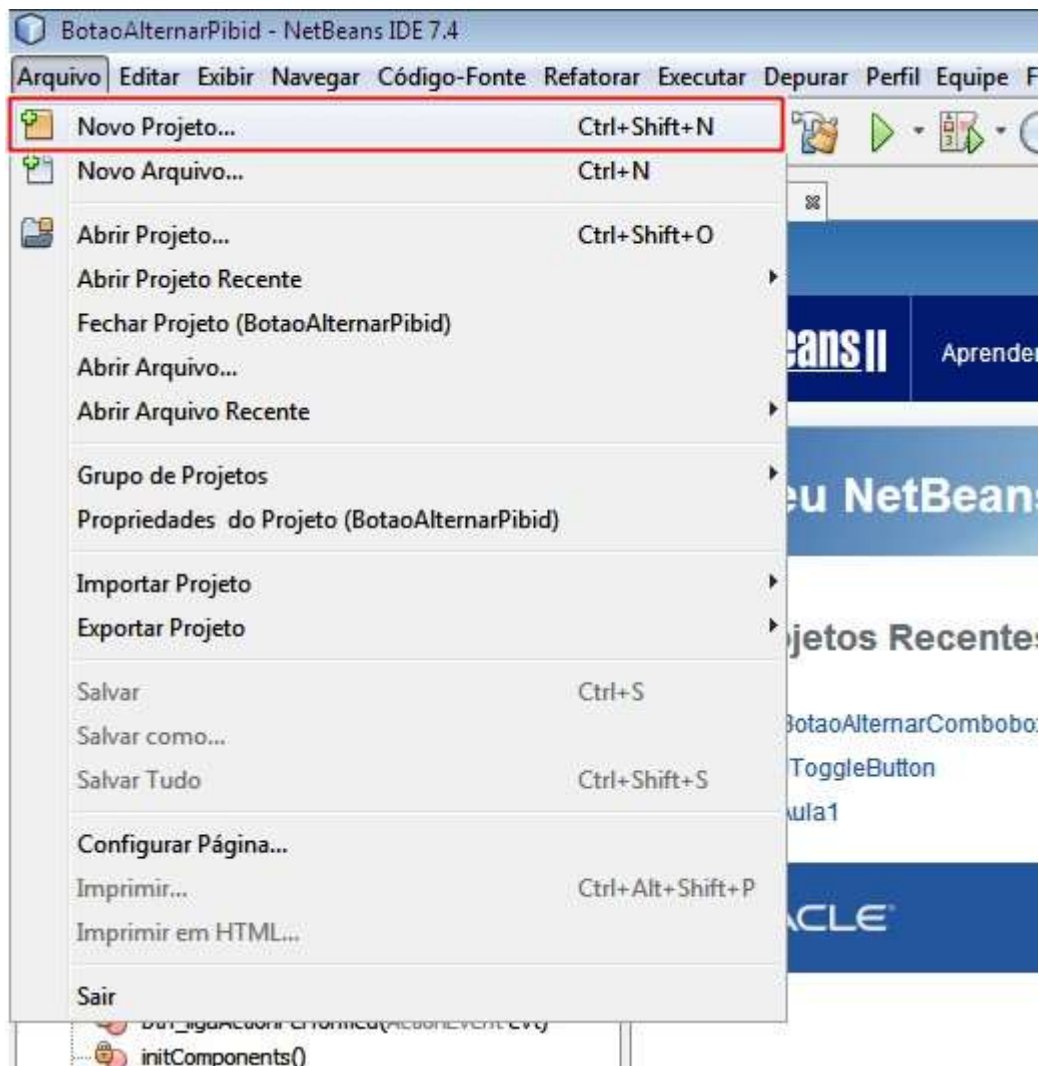 BotaoAlternarPibid - NetBeans IDE 7.4
Arquivo Editar Exibir Navegar Código-Fonte Refatorar Executar Depurar Perfil Equipe F
Novo Projeto... Ctrl+Shift+N
Novo Arquivo... Ctrl+N
Abrir Projeto... Ctrl+Shift+O
Abrir Projeto Recente
Fechar Projeto (BotaoAlternarPibid)
eans Aprender
Abrir Arquivo...
Abrir Arquivo Recente
Grupo de Projetos
eu NetBeans
Propriedades do Projeto (BotaoAlternarPibid)
Importar Projeto
Exportar Projeto
jetos Recentes
Salvar Ctrl+S
Salvar como...
BotaoAlternarCombobox
Salvar Tudo Ctrl+Shift+S
ToggleButton
Aula1
Configurar Página...
Imprimir... Ctrl+Alt+Shift+P
Imprimir em HTML...
ACLE
Sair
initComponents()